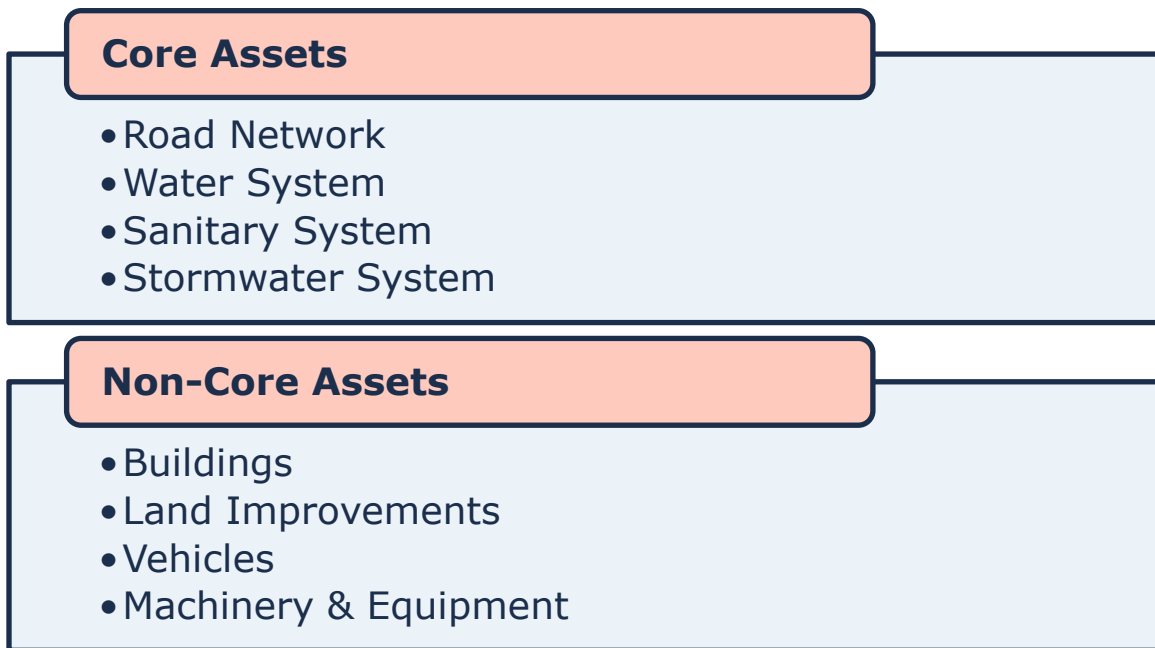 Core Assets
•Road Network
•Water System
•Sanitary System
•Stormwater System
Non-Core Assets
•Buildings
•Land Improvements
•Vehicles
•Machinery & Equipment